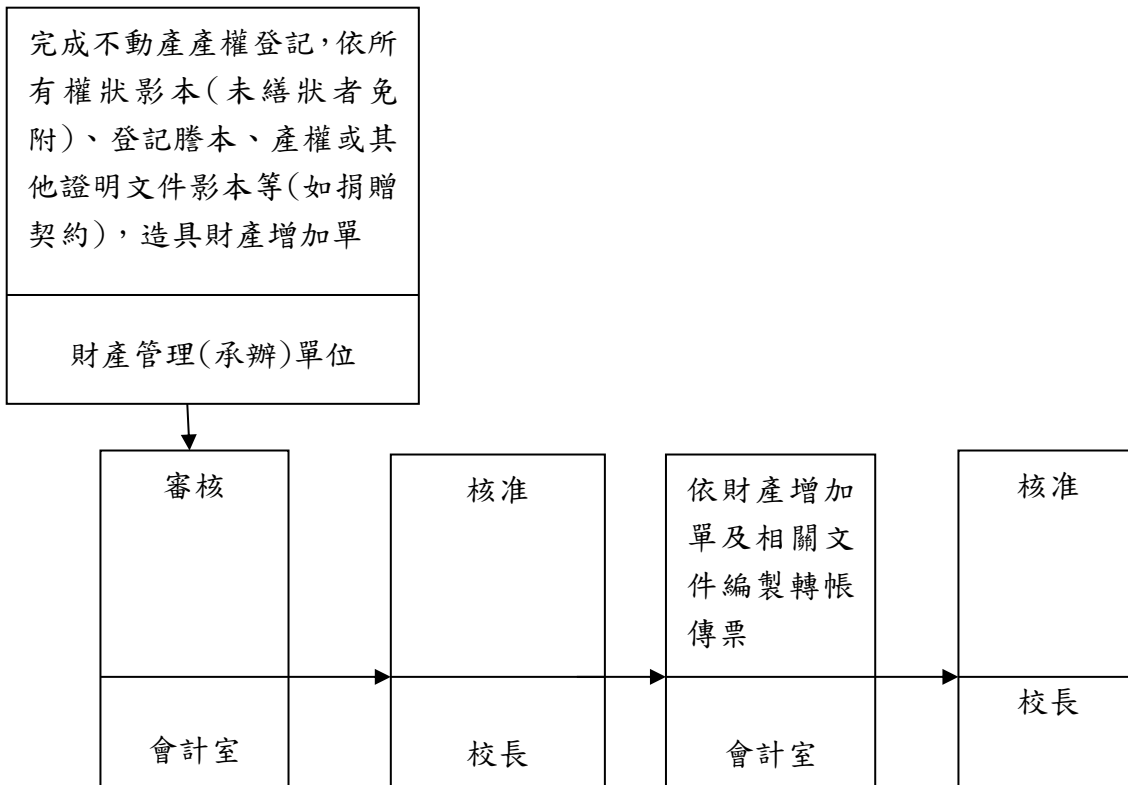 完成不動產產權登記,依所
有權狀影本(未繕狀者免
附)、登記謄本、產權或其
他證明文件影本等(如捐贈
契約),造具財產增加單
財產管理(承辦)單位
審核
會計室
核准
校長
依財產增加
單及相關文
件編製轉帳
傳票
會計室
核准
校長